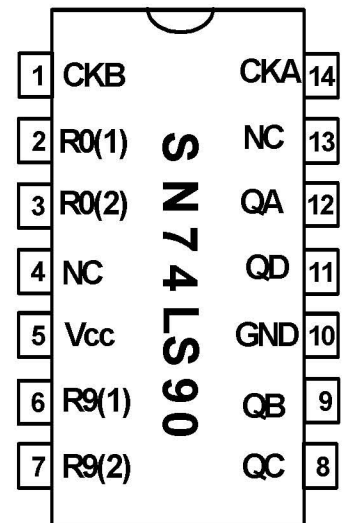 1 CKB CKA 14
2 R0(1) NC 13
3 R0(2) QA 12
4 NC QD 11
5 Vcc GND 10
6 R9(1) QB 9
7 R9(2) QC 8
SN74LS90